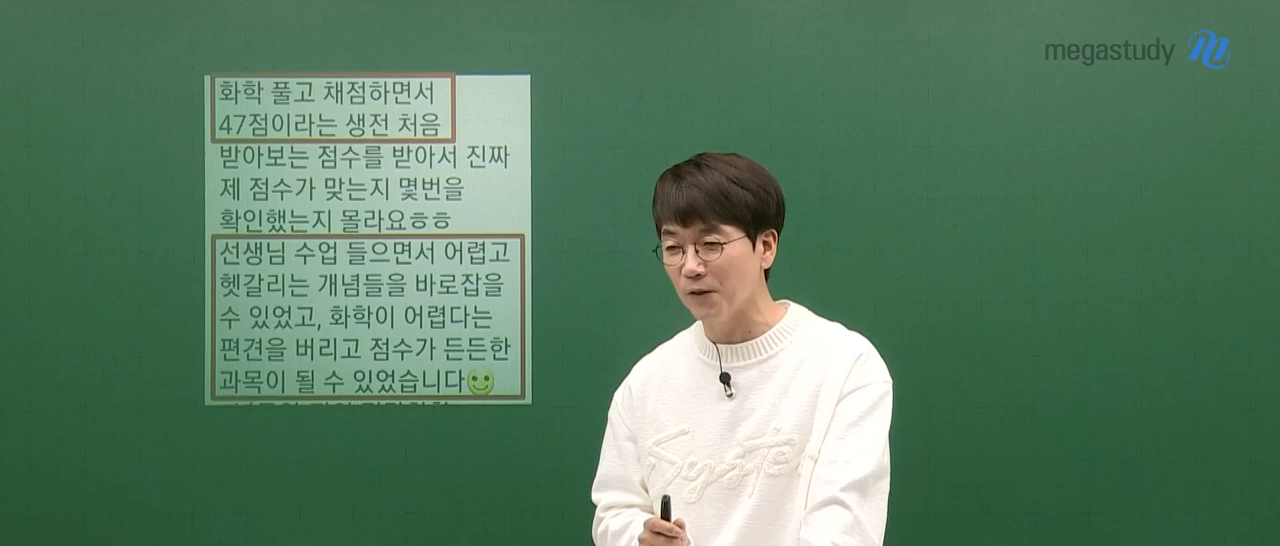 megastudy
화학 풀고 채점하면서
47점이라는 생전 처음
받아보는 점수를 받아서 진짜
제 점수가 맞는지 몇번을
확인했는지 몰라요ㅎㅎ
선생님 수업 들으면서 어렵고
헷갈리는 개념들을 바로잡을
수 있었고, 화학이 어렵다는
편견을 버리고 점수가 든든한
과목이 될 수 있었습니다
Syste